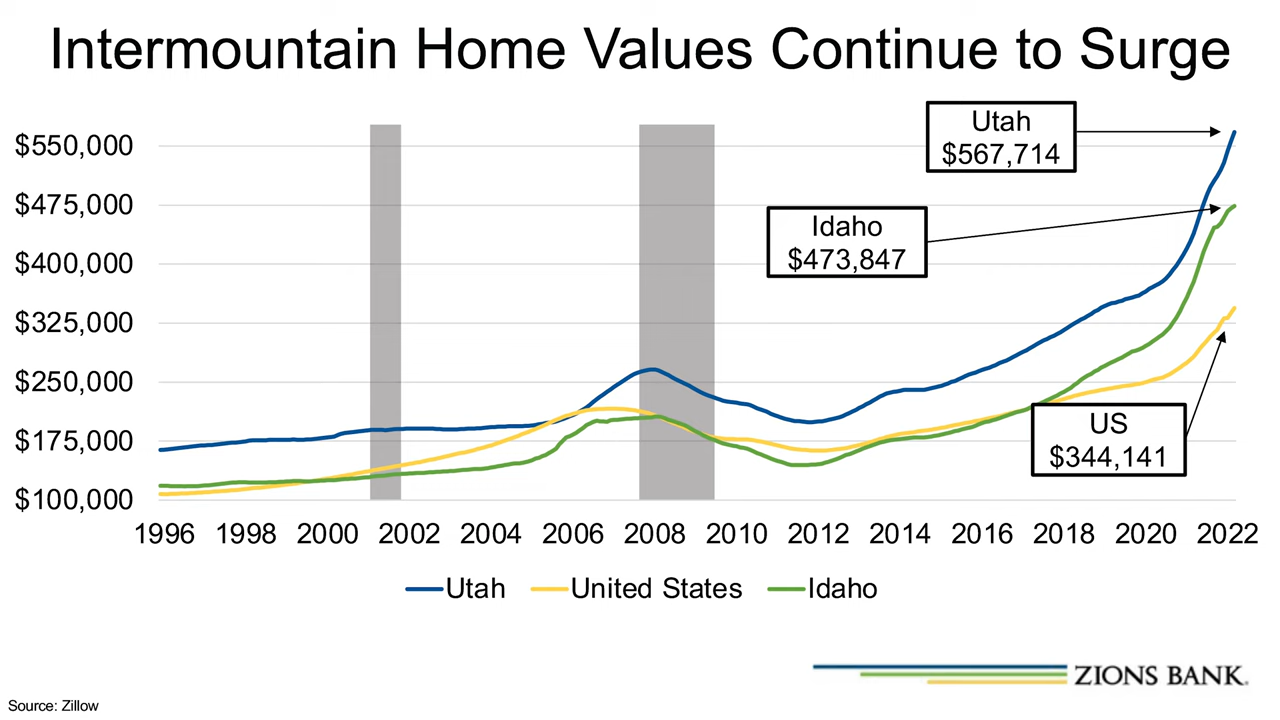 Intermountain Home Values Continue to Surge
$550,000
$475,000
$400,000
$325,000
$250,000
$175,000
$100,000
Utah
$567,714
Idaho
$473,847
US
$344,141
1996 1998 2000 2002 2004 2006 2008 2010 2012 2014 2016 2018 2020 2022
Utah United States Idaho
ZIONS BANK.
Source: Zillow